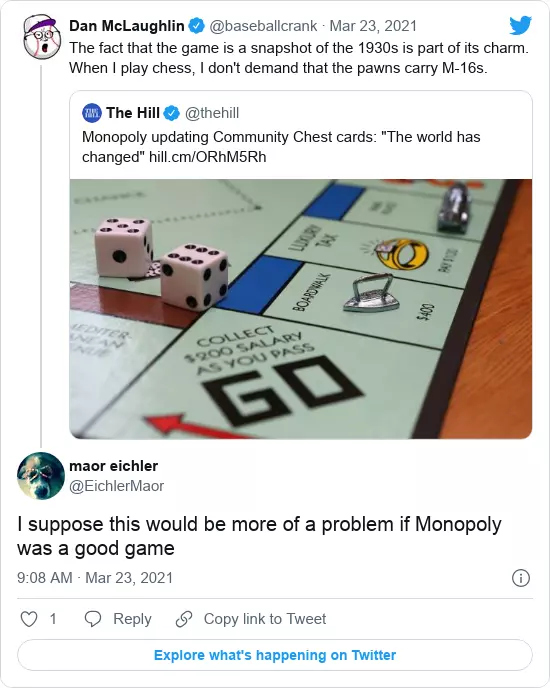 Dan McLaughlin @baseballcrank · Mar 23, 2021
The fact that the game is a snapshot of the 1930s is part of its charm.
When I play chess, I don't demand that the pawns carry M-16s.
THE HILL
The Hill @thehill
Monopoly updating Community Chest cards: "The world has
changed" hill.cm/ORhM5Rh
CHANCE
LUXURY
TAX
PAY $100
BOARDWALK
$400
COLLECT
$200 SALARY
AS YOU PASS
GO
maor eichler
@EichlerMaor
I suppose this would be more of a problem if Monopoly
was a good game
9:08 AM · Mar 23, 2021
1 Reply Copy link to Tweet
Explore what's happening on Twitter